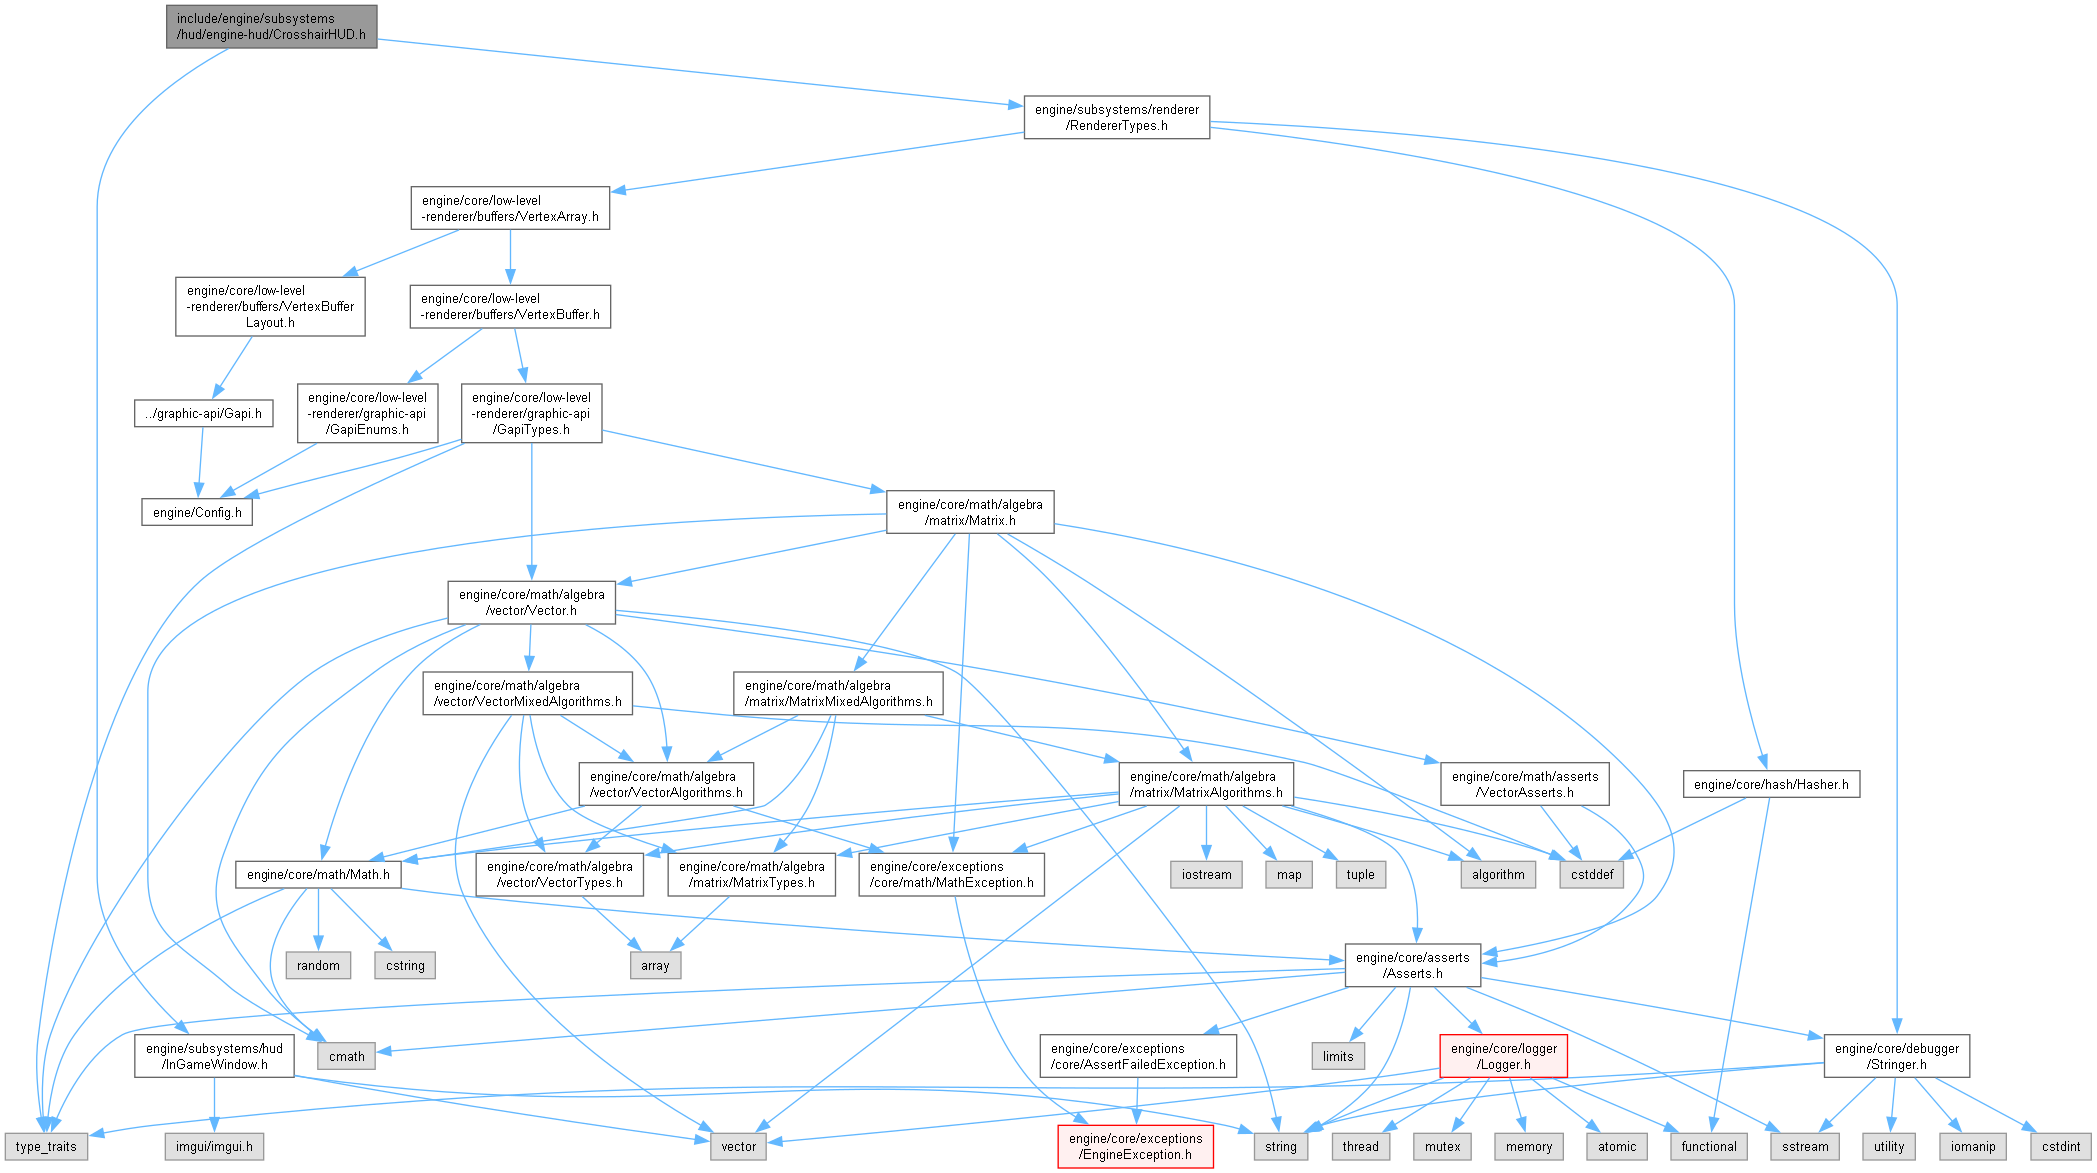 include/engine/subsystems
/hud/engine-hud/CrosshairHUD.h
engine/subsystems/renderer
/RendererTypes.h
engine/core/low-level
-renderer/buffers/VertexArray.h
engine/core/low-level
-renderer/buffers/VertexBuffer
Layout.h
engine/core/low-level
-renderer/buffers/VertexBuffer.h
../graphic-api/Gapi.h
engine/core/low-level
-renderer/graphic-api
/GapiEnums.h
engine/core/low-level
-renderer/graphic-api
/GapiTypes.h
engine/Config.h
engine/core/math/algebra
/matrix/Matrix.h
engine/core/math/algebra
/vector/Vector.h
engine/core/math/algebra
/vector/VectorMixedAlgorithms.h
engine/core/math/algebra
/matrix/MatrixMixedAlgorithms.h
engine/core/math/algebra
/vector/VectorAlgorithms.h
engine/core/math/algebra
/matrix/MatrixAlgorithms.h
engine/core/math/asserts
/VectorAsserts.h
engine/core/hash/Hasher.h
engine/core/math/Math.h
engine/core/math/algebra
/vector/VectorTypes.h
engine/core/math/algebra
/matrix/MatrixTypes.h
engine/core/exceptions
/core/math/MathException.h
iostream
map
tuple
algorithm
cstddef
random
cstring
array
engine/core/asserts
/Asserts.h
engine/subsystems/hud
/InGameWindow.h
cmath
engine/core/exceptions
/core/AssertFailedException.h
limits
engine/core/logger
/Logger.h
engine/core/debugger
/Stringer.h
type_traits
imgui/imgui.h
vector
engine/core/exceptions
/EngineException.h
string
thread
mutex
memory
atomic
functional
sstream
utility
iomanip
cstdint